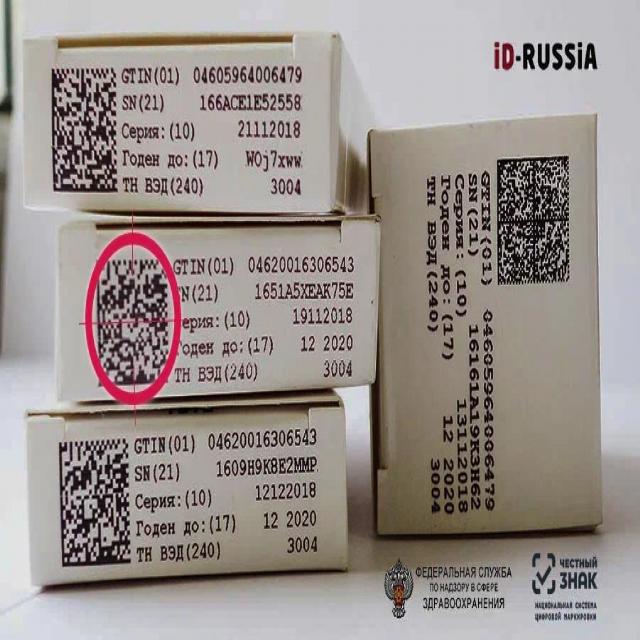 iD-RUSSiA
GTIN(01) 04605964006479
SN(21) 166ACE1E52558
Серия:(10) 21112018
Годен до:(17) WOj7xww
ТН ВЭД(240) 3004
GTIN(01) 04620016306543
N(21) 1651A5XEAK75E
ерия:(10) 19112018
Годен до:(17) 12 2020
ТН ВЭД(240) 3004
GTIN(01) 04620016306543
SN(21) 1609H9K8E2MMP
Серия:(10) 12122018
Годен до:(17) 12 2020
ТН ВЭД(240) 3004
GTIN(01) 04605964006479
SN(21) 16161A19K3H62
Серия:(10) 13112018
Годен до:(17) 12 2020
ТН ВЭД(240) 3004
ФЕДЕРАЛЬНАЯ СЛУЖБА
ПО НАДЗОРУ В СФЕРЕ
ЗДРАВООХРАНЕНИЯ
ЧЕСТНЫЙ
ЗНАК
НАЦИОНАЛЬНАЯ СИСТЕМА
ЦИФРОВОЙ МАРКИРОВКИ